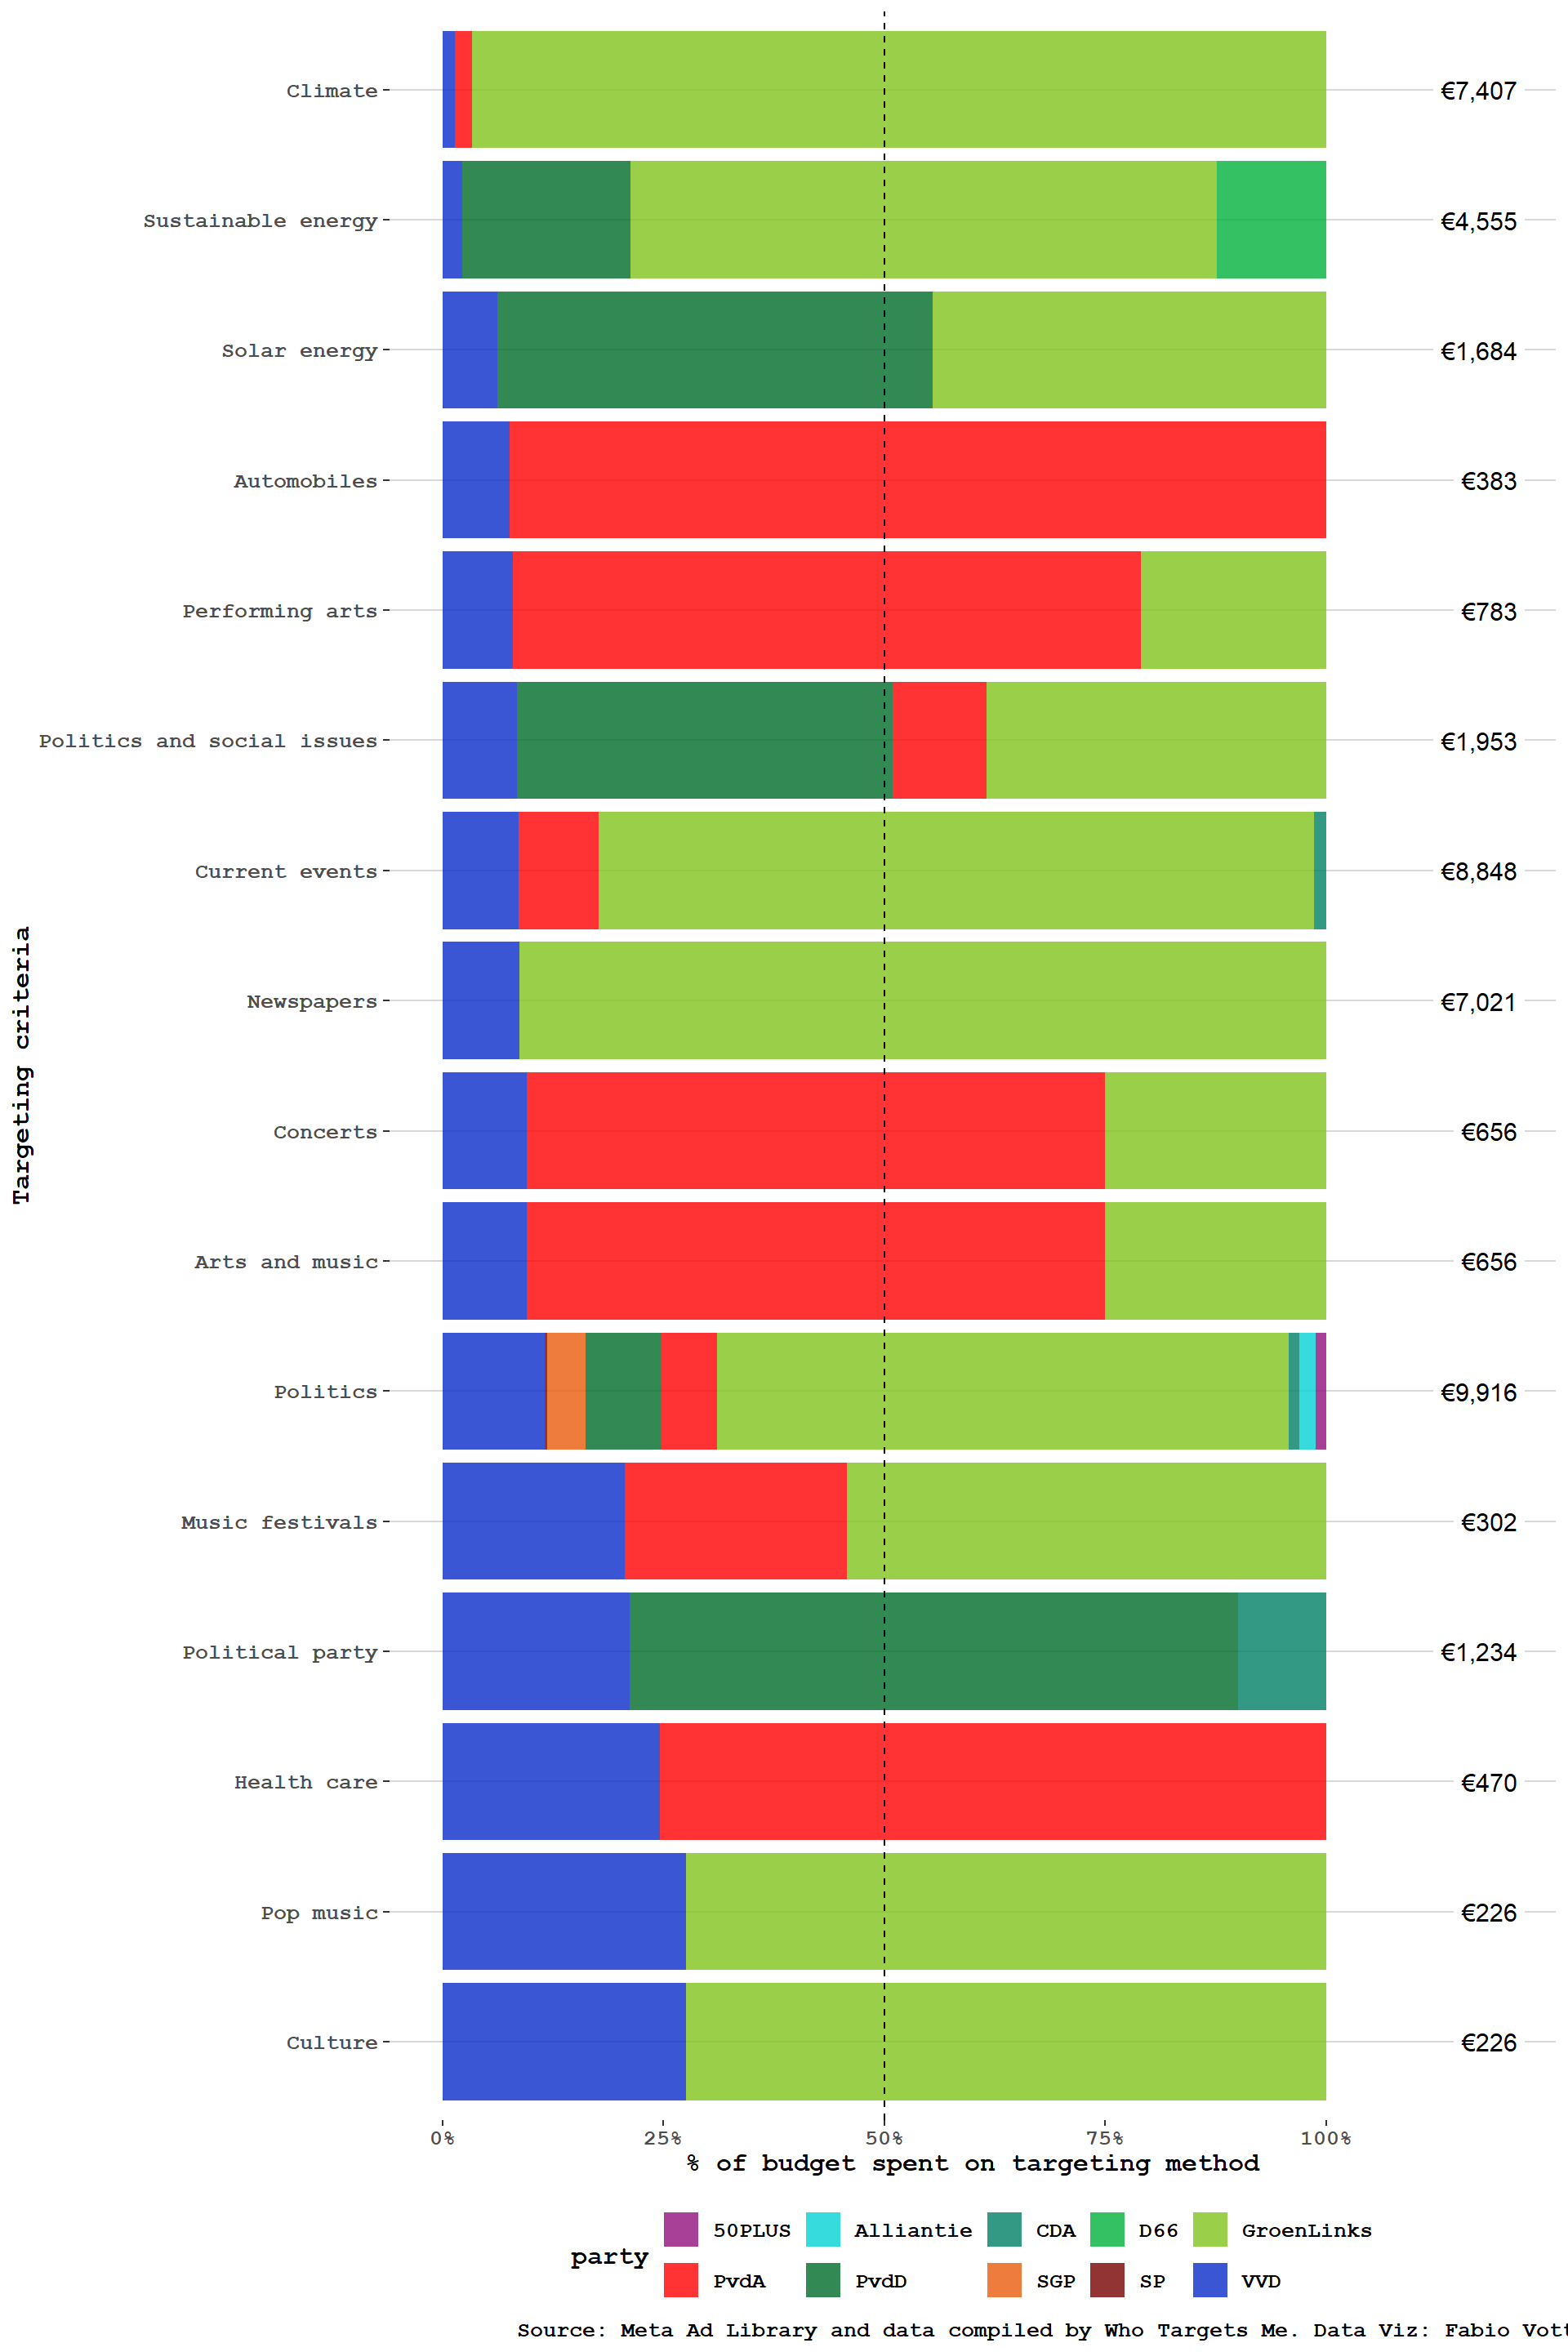 Climate €7,407
Sustainable energy €4,555
Solar energy €1,684
Automobiles €383
Performing arts €783
Politics and social issues €1,953
Current events €8,848
Newspapers €7,021
Concerts €656
Arts and music €656
Politics €9,916
Music festivals €302
Political party €1,234
Health care €470
Pop music €226
Culture €226
Targeting criteria
0% 25% 50% 75% 100%
% of budget spent on targeting method
party
50PLUS Alliantie CDA D66 GroenLinks
PvdA PvdD SGP SP VVD
Source: Meta Ad Library and data compiled by Who Targets Me. Data Viz: Fabio Vott